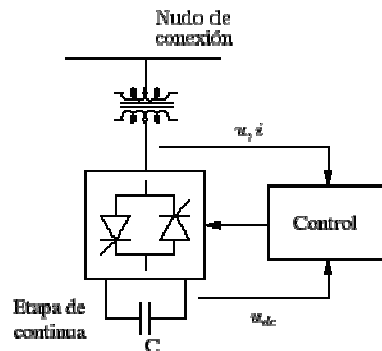 Nudo de
conexión
u, i
Control
Etapa de
continua
C
u_dc